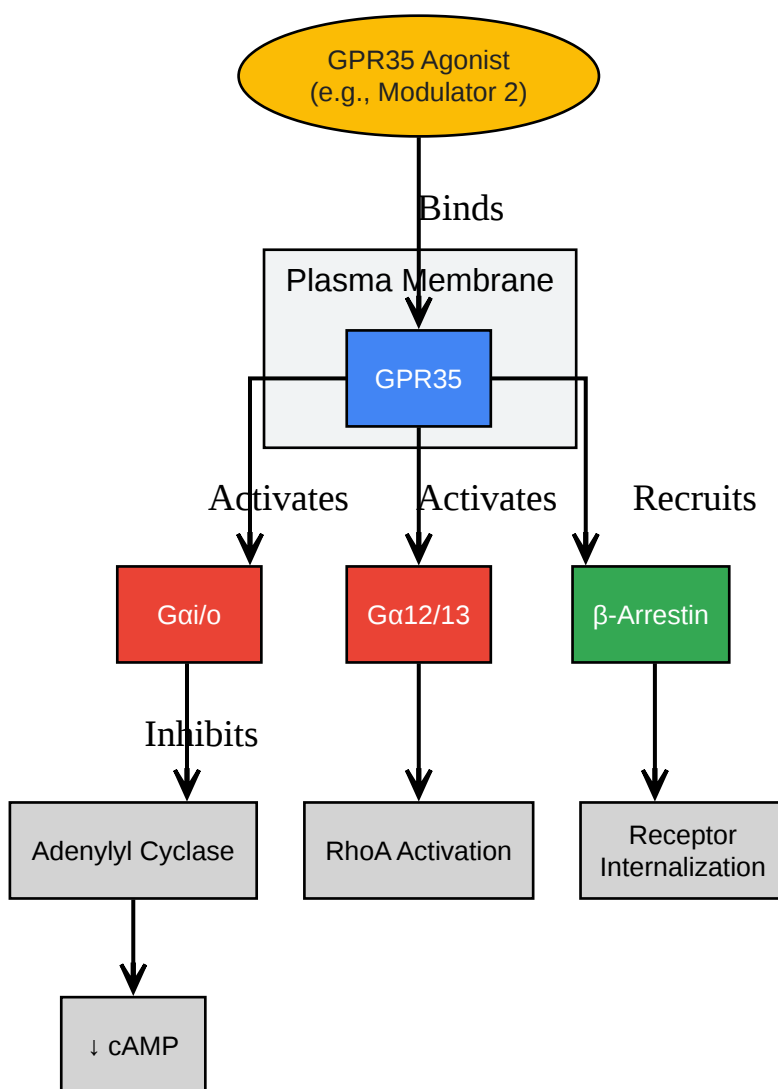 GPR35 Agonist
(e.g., Modulator 2)
Binds
Plasma Membrane
GPR35
Activates
Activates
Recruits
Gαi/o
Gα12/13
β-Arrestin
Inhibits
Adenylyl Cyclase
RhoA Activation
Receptor
Internalization
↓ cAMP